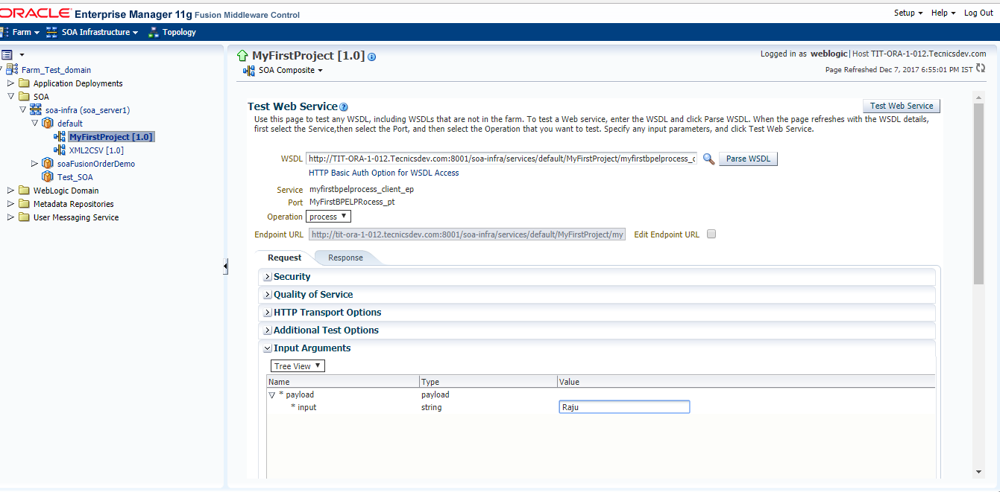 ORACLE Enterprise Manager 11g Fusion Middleware Control
Setup Help Log Out
Farm SOA Infrastructure Topology
Farm_Test_domain
Application Deployments
SOA
soa-infra (soa_server1)
default
MyFirstProject [1.0]
XML2CSV [1.0]
soaFusionOrderDemo
Test_SOA
WebLogic Domain
Metadata Repositories
User Messaging Service
MyFirstProject [1.0]
SOA Composite
Logged in as weblogic|Host TIT-ORA-1-012.Tecnicsdev.com
Page Refreshed Dec 7, 2017 6:55:01 PM IST
Test Web Service
Test Web Service
Use this page to test any WSDL, including WSDLs that are not in the farm. To test a Web service, enter the WSDL and click Parse WSDL. When the page refreshes with the WSDL details,
first select the Service,then select the Port, and then select the Operation that you want to test. Specify any input parameters, and click Test Web Service.
WSDL http://TIT-ORA-1-012.Tecnicsdev.com:8001/soa-infra/services/default/MyFirstProject/myfirstbpelprocess_c Parse WSDL
HTTP Basic Auth Option for WSDL Access
Service myfirstbpelprocess_client_ep
Port MyFirstBPELPRocess_pt
Operation process
Endpoint URL http://tit-ora-1-012.tecnicsdev.com:8001/soa-infra/services/default/MyFirstProject/my Edit Endpoint URL
Request Response
Security
Quality of Service
HTTP Transport Options
Additional Test Options
Input Arguments
Tree View
Name Type Value
* payload payload
* input string Raju